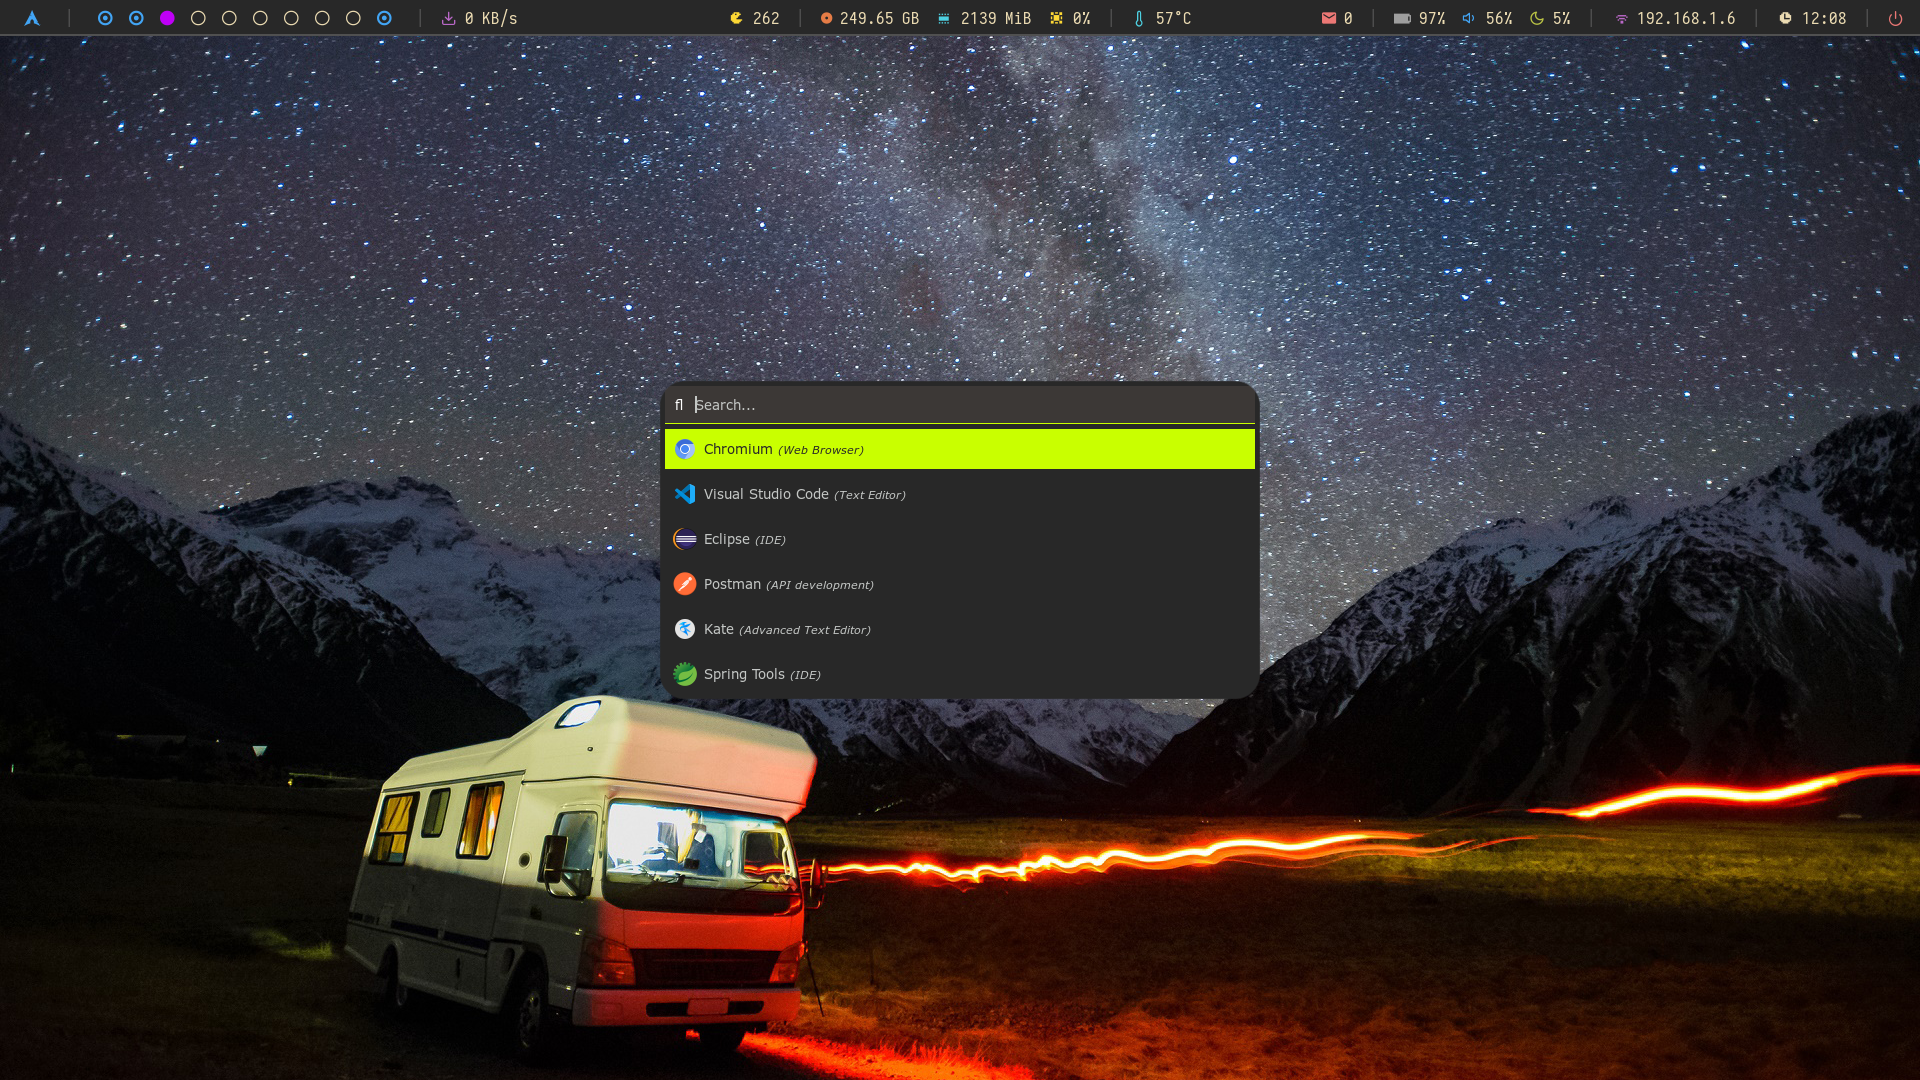 0 KB/s 262 249.65 GB 2139 MiB 0% 57°C 0 97% 56% 5% 192.168.1.6 12:08
ﬂ Search...
Chromium (Web Browser)
Visual Studio Code (Text Editor)
Eclipse (IDE)
Postman (API development)
Kate (Advanced Text Editor)
Spring Tools (IDE)